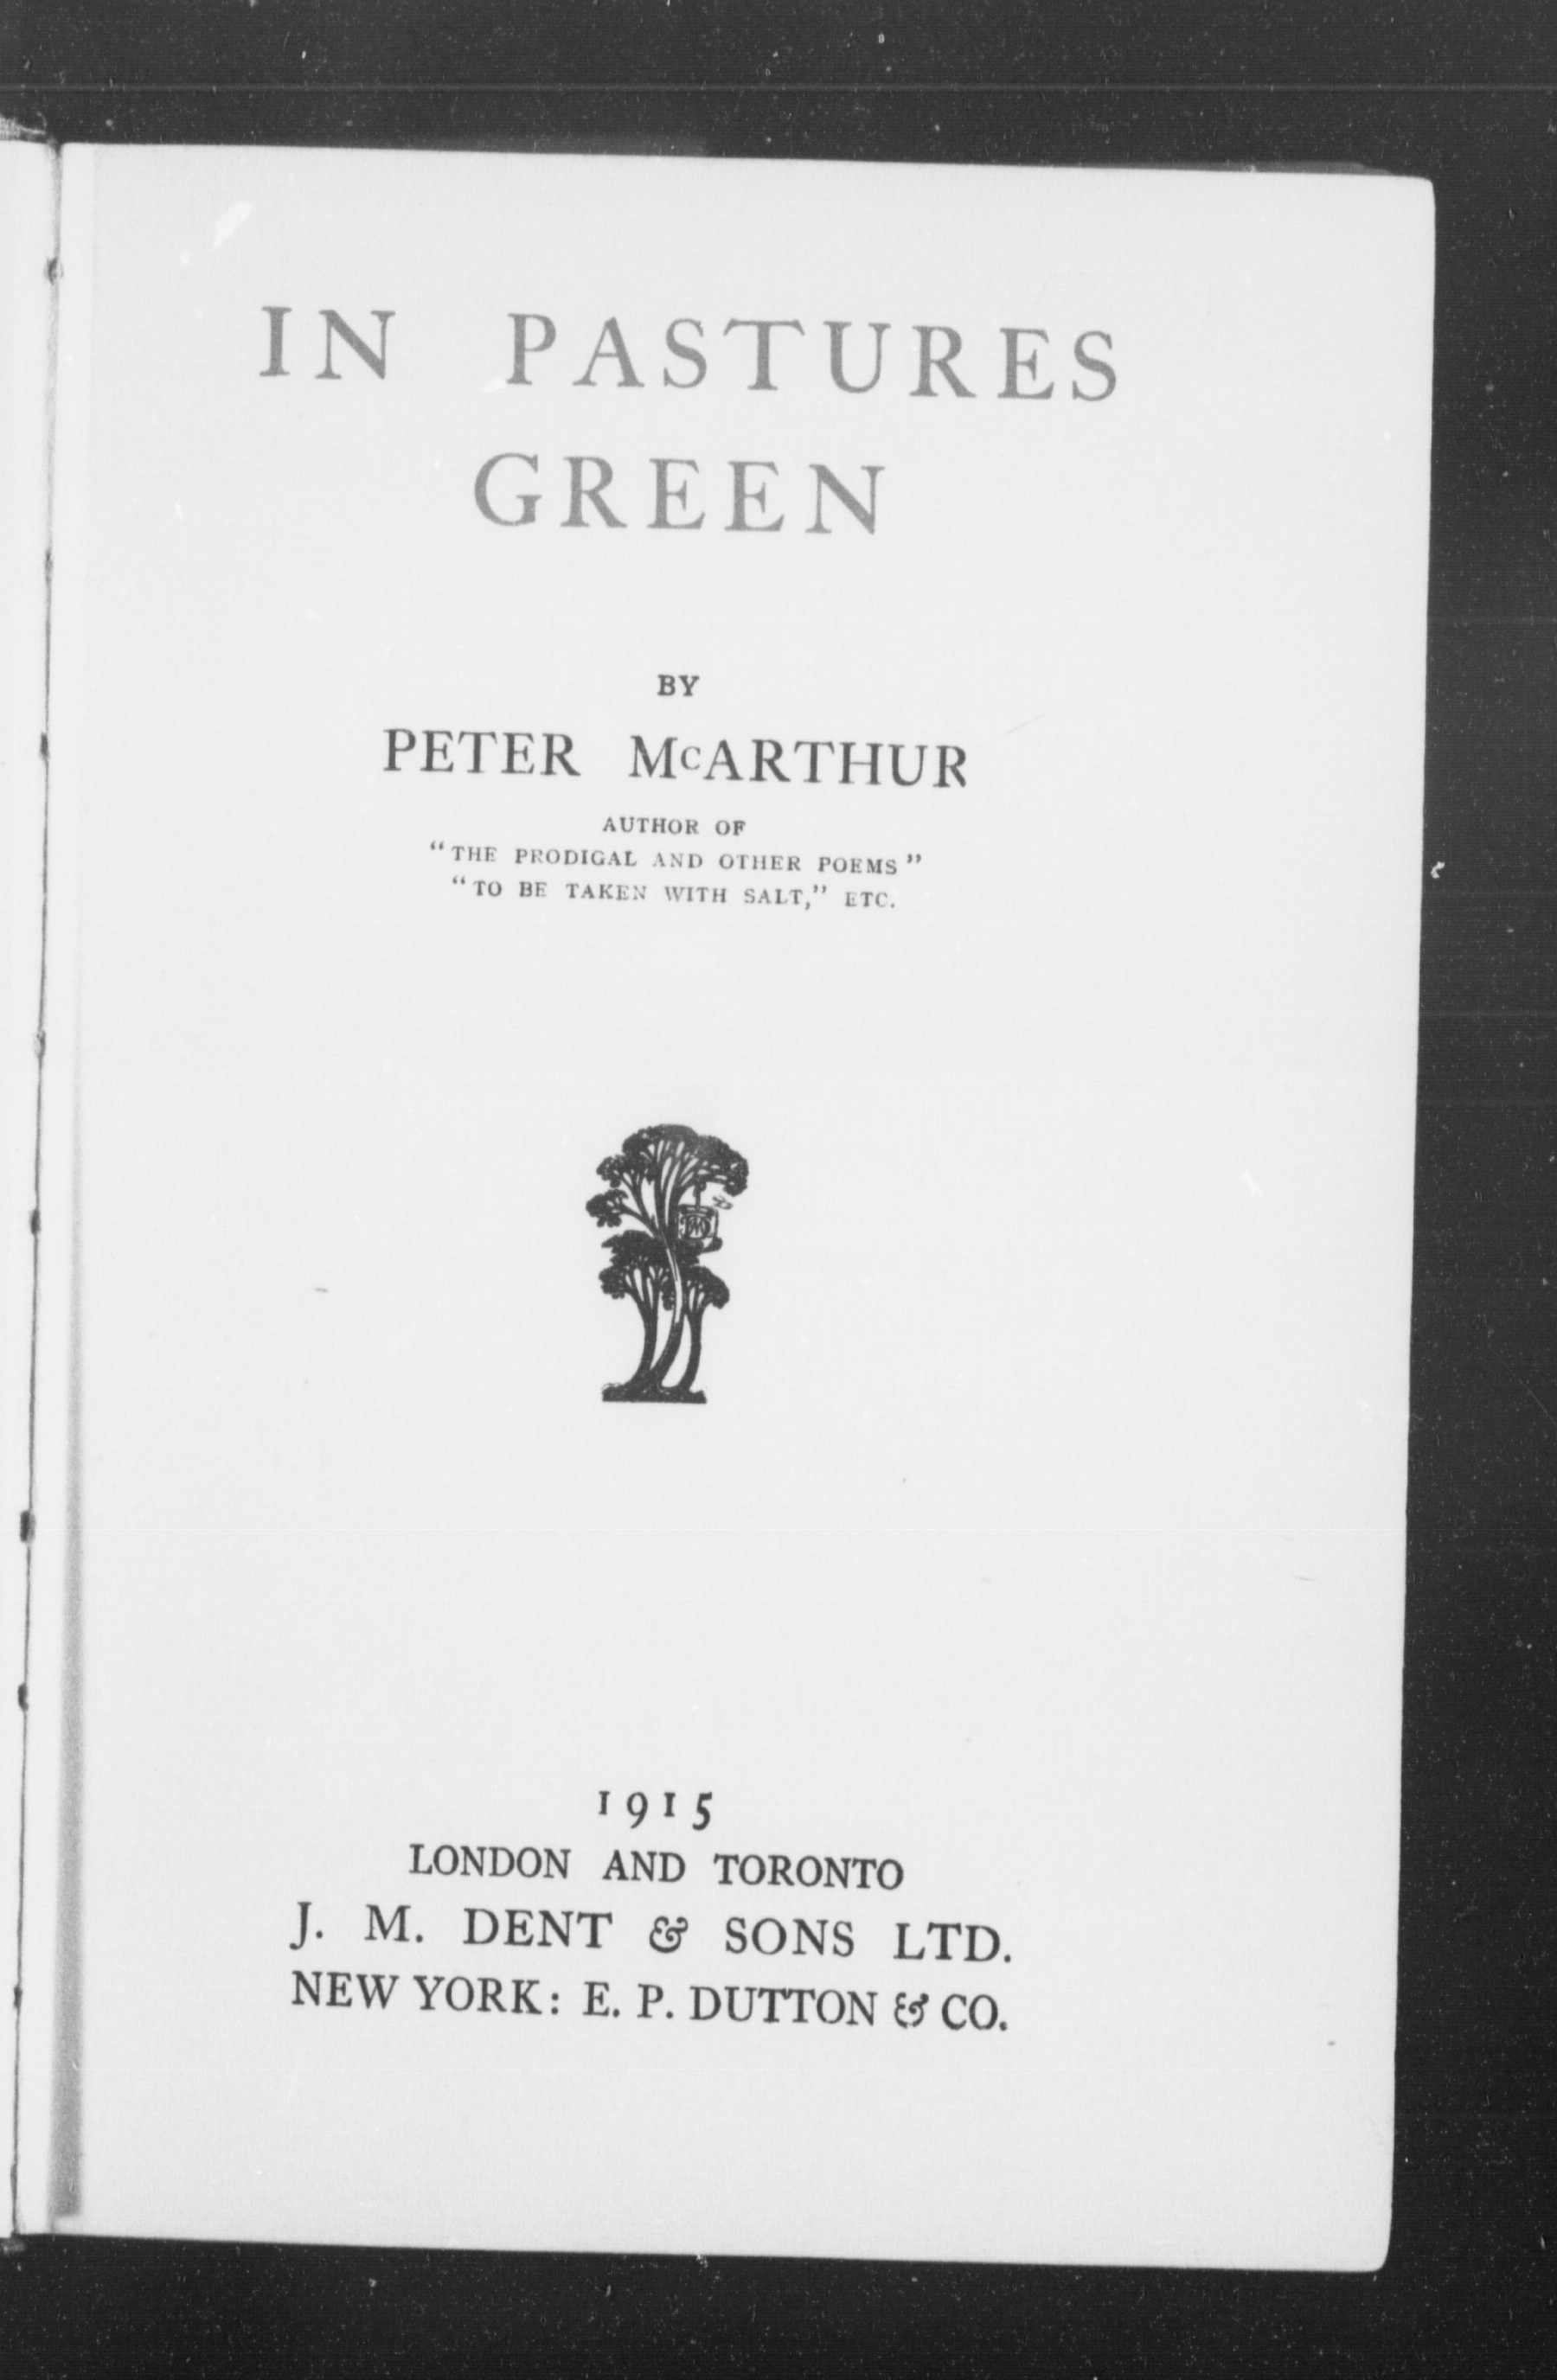 IN PASTURES
GREEN
BY
PETER McARTHUR
AUTHOR OF
“THE PRODIGAL AND OTHER POEMS”
“TO BE TAKEN WITH SALT,” ETC.
1915
LONDON AND TORONTO
J. M. DENT & SONS LTD.
NEW YORK: E. P. DUTTON & CO.